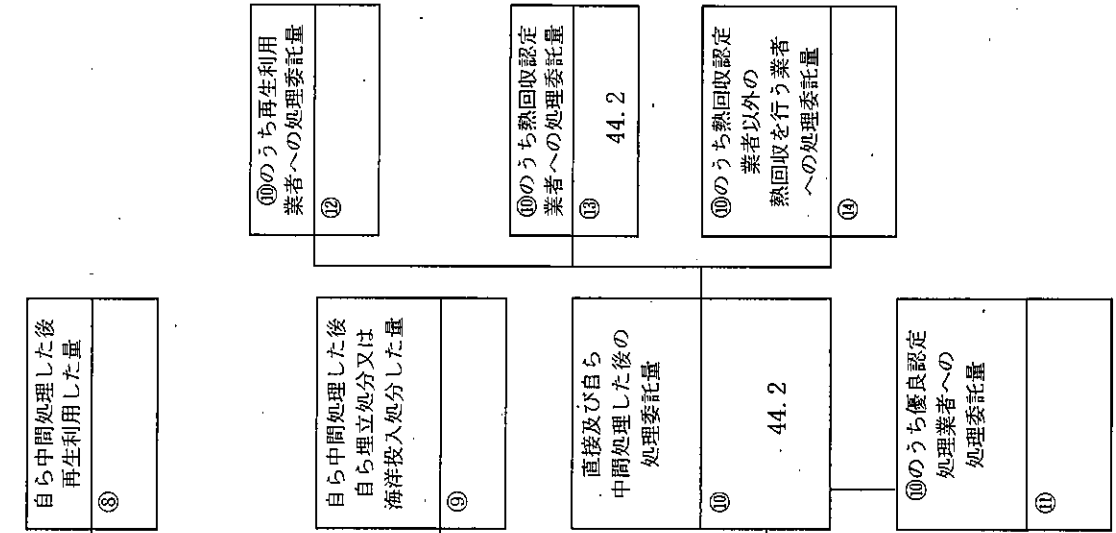 自ら中間処理した後
再生利用した量
⑧
自ら中間処理した後
自ら埋立処分又は
海洋投入処分した量
⑨
直接及び自ら
中間処理した後の
処理委託量
⑩
44.2
⑩のうち優良認定
処理業者への
処理委託量
⑪
⑩のうち再生利用
業者への処理委託量
⑫
⑩のうち熱回収認定
業者への処理委託量
⑬
44.2
⑩のうち熱回収認定
業者以外の
熱回収を行う業者
への処理委託量
⑭